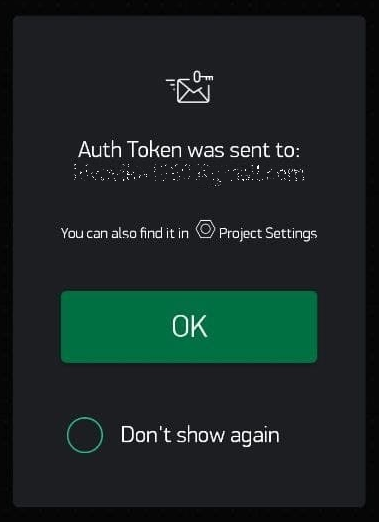 Auth Token was sent to:
You can also find it in Project Settings
OK
Don't show again